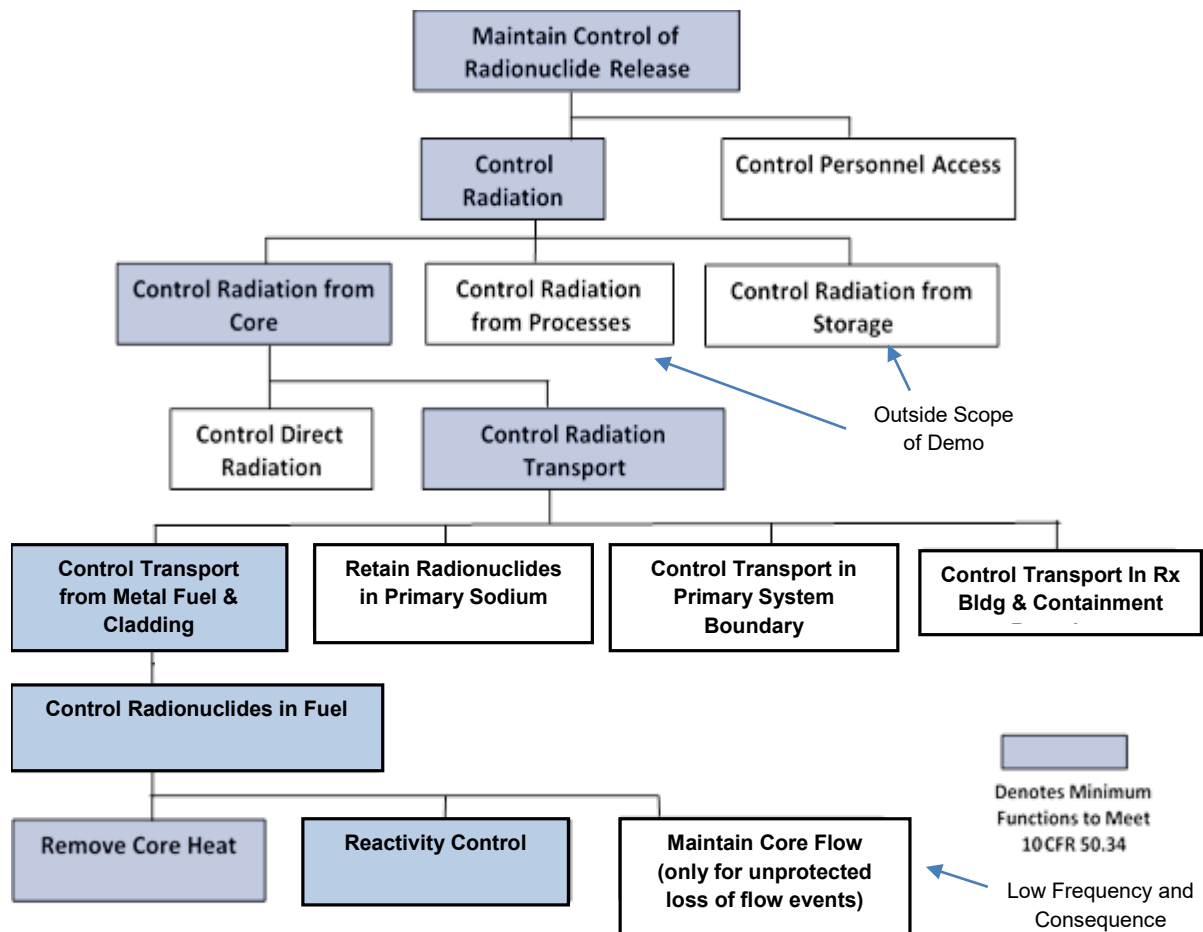 Maintain Control of
Radionuclide Release
Control
Radiation
Control Personnel Access
Control Radiation from
Core
Control Radiation
from Processes
Control Radiation from
Storage
Outside Scope
of Demo
Control Direct
Radiation
Control Radiation
Transport
Control Transport
from Metal Fuel &
Cladding
Retain Radionuclides
in Primary Sodium
Control Transport in
Primary System
Boundary
Control Transport In Rx
Bldg & Containment
Control Radionuclides in Fuel
Remove Core Heat
Reactivity Control
Maintain Core Flow
(only for unprotected
loss of flow events)
Denotes Minimum
Functions to Meet
10CFR 50.34
Low Frequency and
Consequence